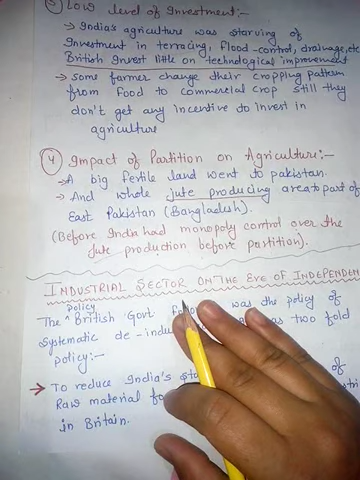 ③ Low level of Investment:-
→ India's agriculture was starving of
Investment in terracing, flood-control, drainage, etc
British Invest little on technological improvement
→ Some farmer change their cropping pattern
from food to commercial crop still they
don't get any incentive to invest in
agriculture
④ Impact of Partition on Agriculture:-
→ A big fertile land went to pakistan.
→ And whole jute producing area to part of
East Pakistan (Bangladesh).
(Before India had monopoly control over the
Jute production before partition).
INDUSTRIAL SECTOR ON THE EVE OF
policy
The ^ British Govt was the policy of
systematic de- two fold
policy:-
→ To reduce India's of
Raw material
in Britain.